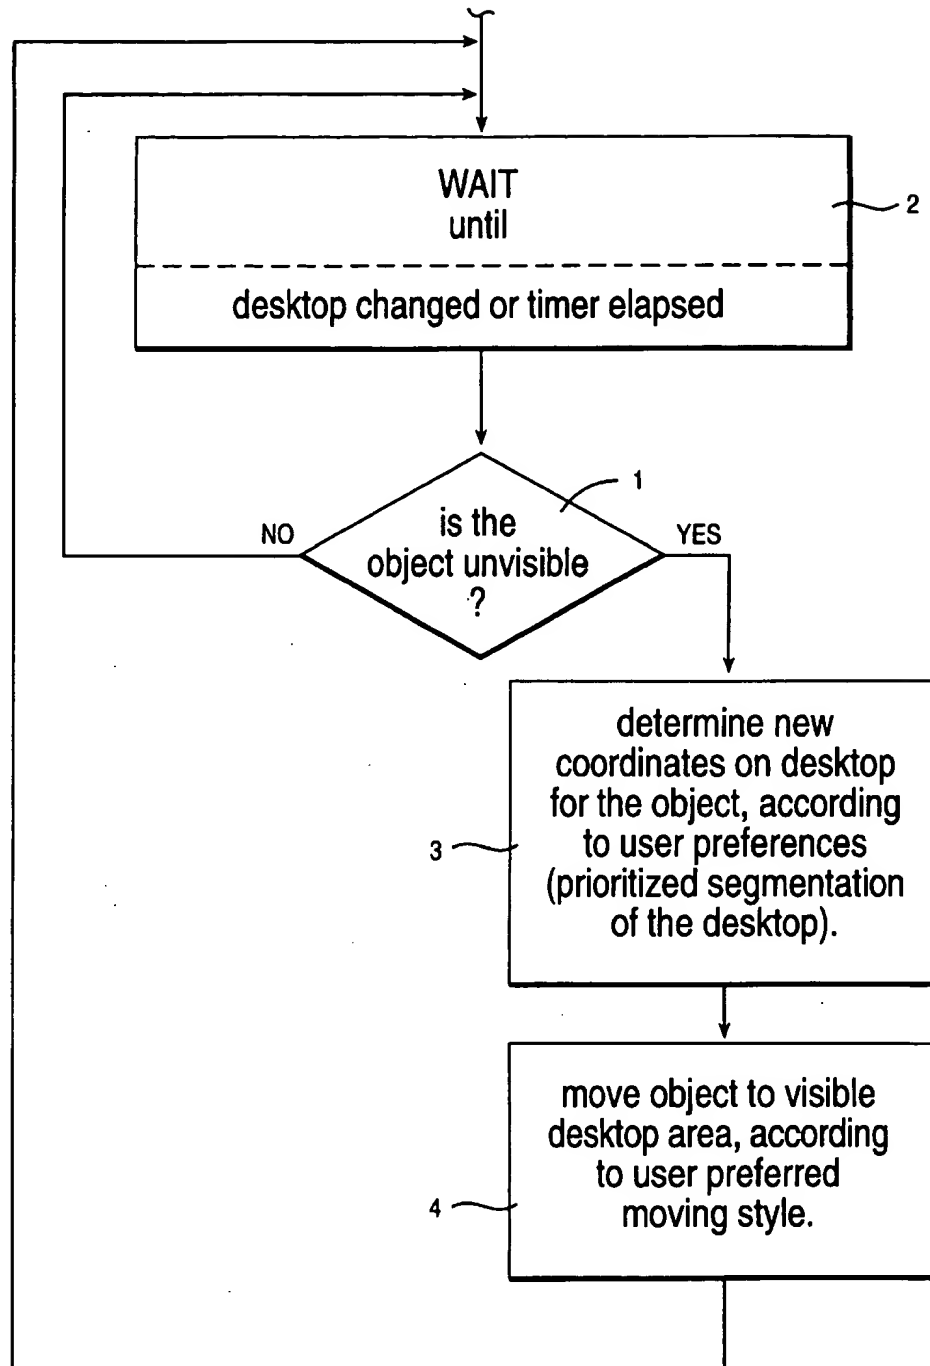 WAIT
until
2
desktop changed or timer elapsed
1
NO
is the
YES
object unvisible
?
determine new
coordinates on desktop
for the object, according
3
to user preferences
(prioritized segmentation
of the desktop).
move object to visible
desktop area, according
to user preferred
4
moving style.